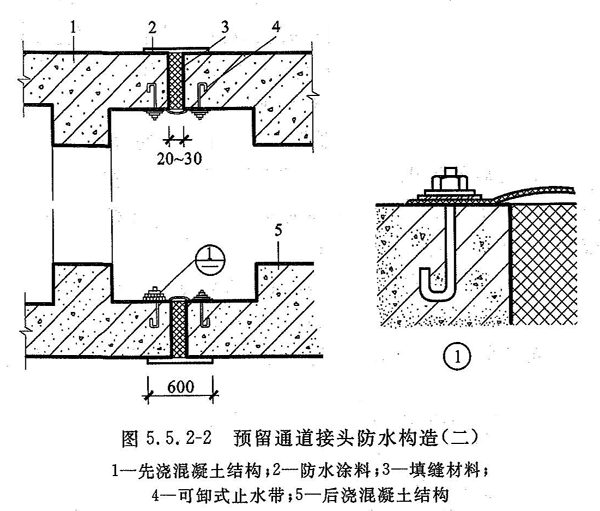 1 2 3 4
20~30
5
1
600
1
图 5.5.2-2 预留通道接头防水构造(二)
1—先浇混凝土结构;2—防水涂料;3—填缝材料;
4—可卸式止水带;5—后浇混凝土结构